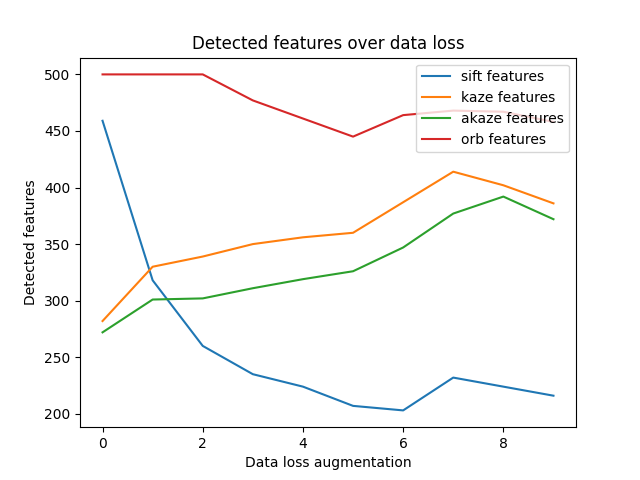 Detected features over data loss
sift features
kaze features
akaze features
orb features
500
450
400
350
300
250
200
Detected features
0 2 4 6 8
Data loss augmentation